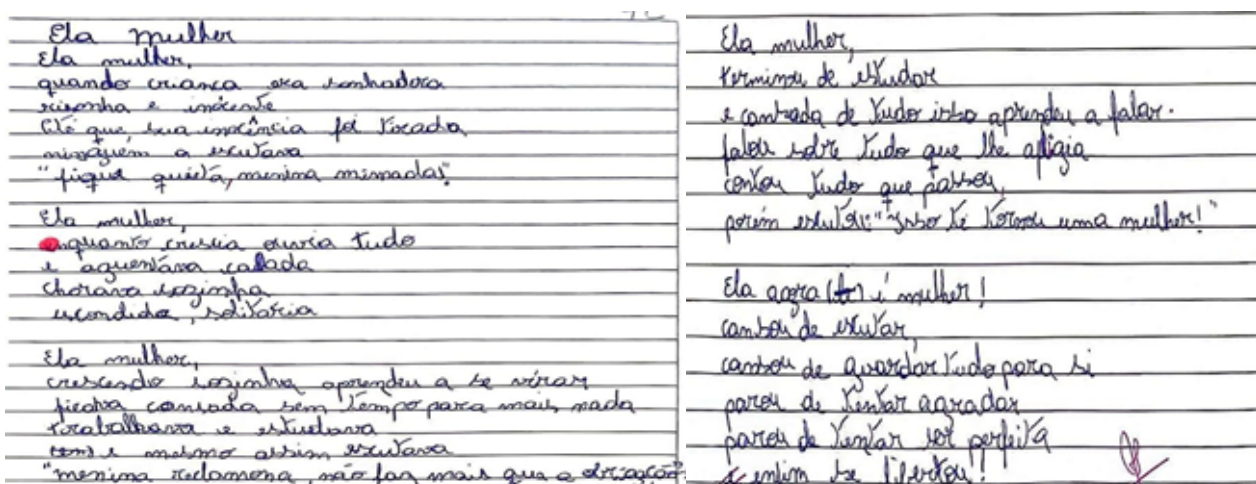 Ela mulher
Ela mulher,
quando criança era sonhadora
risonha e inocente
Até que, sua inocência foi tirada
ninguém a escutava
"fique quieta, menina mimada!"
Ela mulher,
enquanto crescia ouvia tudo
e aguentava calada
chorava sozinha
escondida, solitária
Ela mulher,
crescendo sozinha aprendeu a se virar
ficava cansada sem tempo para mais nada
trabalhava e estudava
e mesmo assim escutava
"menina reclamona, não faz mais que a obrigação"
Ela mulher,
terminou de estudar
e cansada de tudo isso aprendeu a falar.
falou sobre tudo que lhe afligia
contou tudo que passou,
porém escutou: "Isso te tornou uma mulher!"
Ela agora é mulher!
cansou de escutar,
cansou de guardar tudo para si
parou de tentar agradar
parou de tentar ser perfeita
e enfim se libertou!